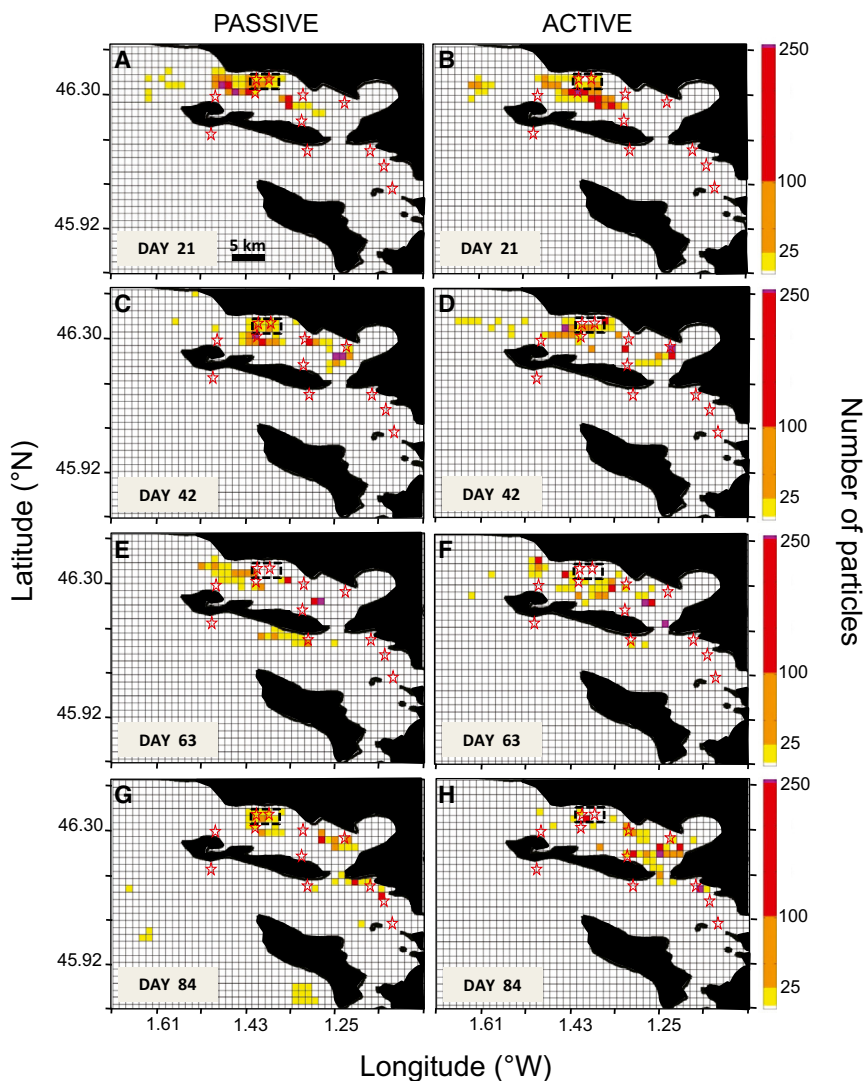 PASSIVE ACTIVE
A B 250
46.30
100
45.92
DAY 21 5 km DAY 21 25
C D 250
46.30
100
45.92
DAY 42 DAY 42 25
E F 250
46.30
100
45.92
DAY 63 DAY 63 25
G H 250
46.30
100
45.92
DAY 84 DAY 84 25
1.61 1.43 1.25 1.61 1.43 1.25
Longitude (°W)
Latitude (°N)
Number of particles